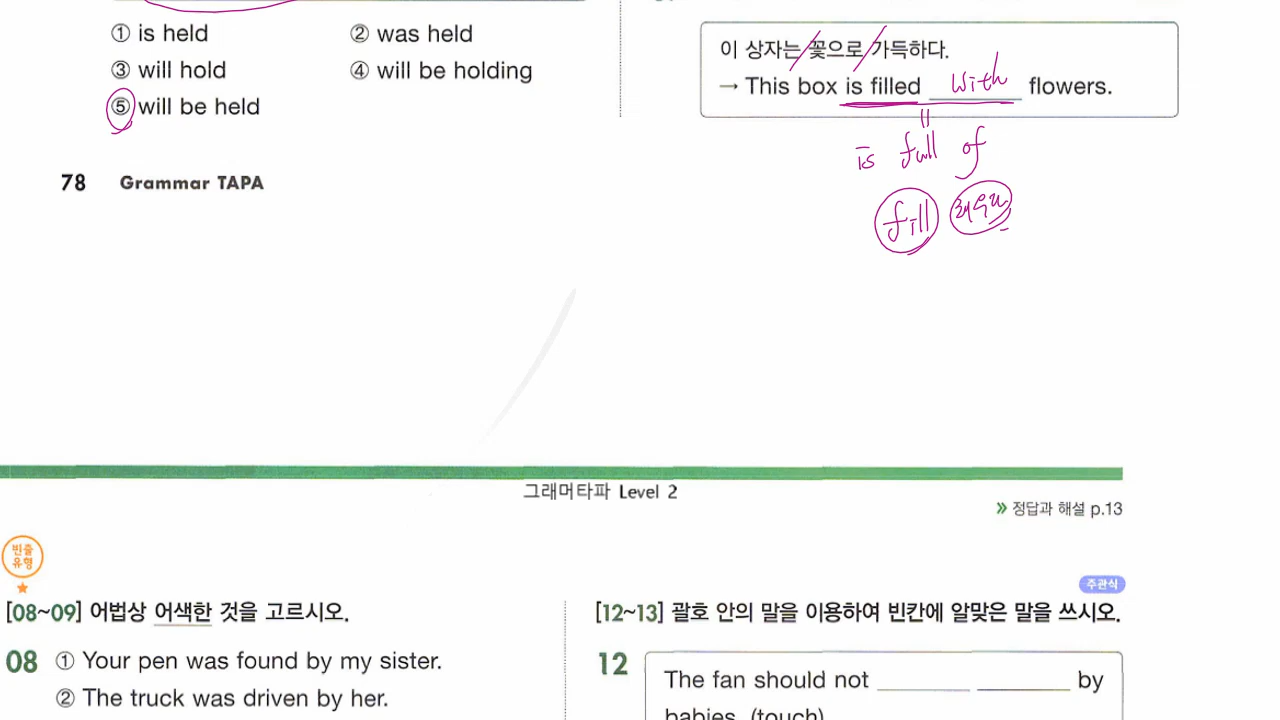 ① is held
② was held
③ will hold
④ will be holding
⑤ will be held
78 Grammar TAPA
이 상자는 꽃으로 가득하다.
→ This box is filled with flowers.
is full of
fill 채우다
그래머타파 Level 2
» 정답과 해설 p.13
빈출
유형
[08~09] 어법상 어색한 것을 고르시오.
08 ① Your pen was found by my sister.
② The truck was driven by her.
주관식
[12~13] 괄호 안의 말을 이용하여 빈칸에 알맞은 말을 쓰시오.
12 The fan should not ________ ________ by
babies. (touch)